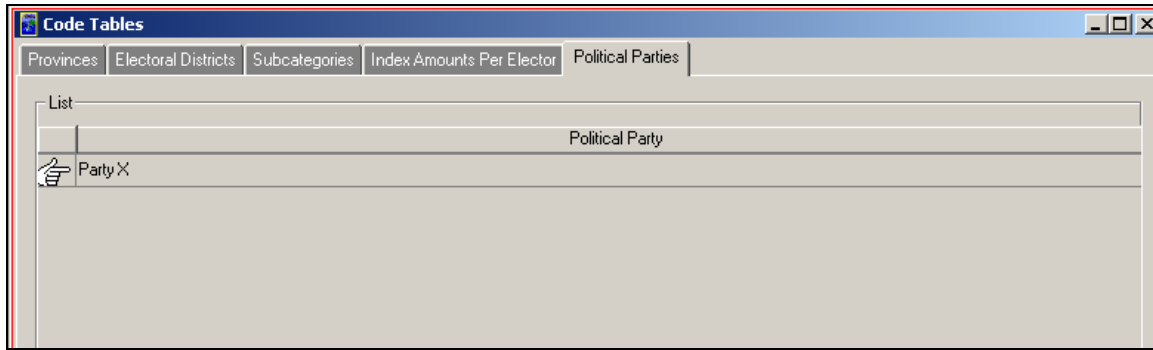 Code Tables
Provinces Electoral Districts Subcategories Index Amounts Per Elector Political Parties
List
Political Party
Party X